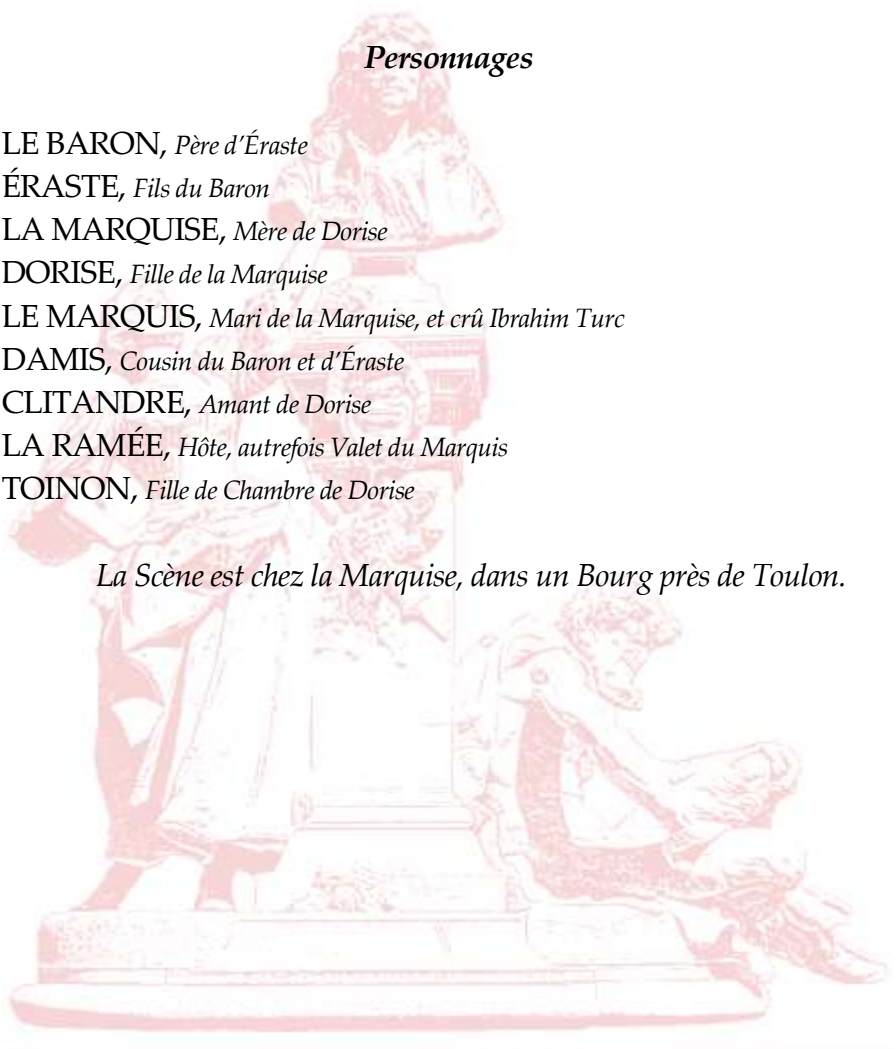 Personnages
LE BARON, Père d’Éraste
ÉRASTE, Fils du Baron
LA MARQUISE, Mère de Dorise
DORISE, Fille de la Marquise
LE MARQUIS, Mari de la Marquise, et crû Ibrahim Turc
DAMIS, Cousin du Baron et d’Éraste
CLITANDRE, Amant de Dorise
LA RAMÉE, Hôte, autrefois Valet du Marquis
TOINON, Fille de Chambre de Dorise
La Scène est chez la Marquise, dans un Bourg près de Toulon.